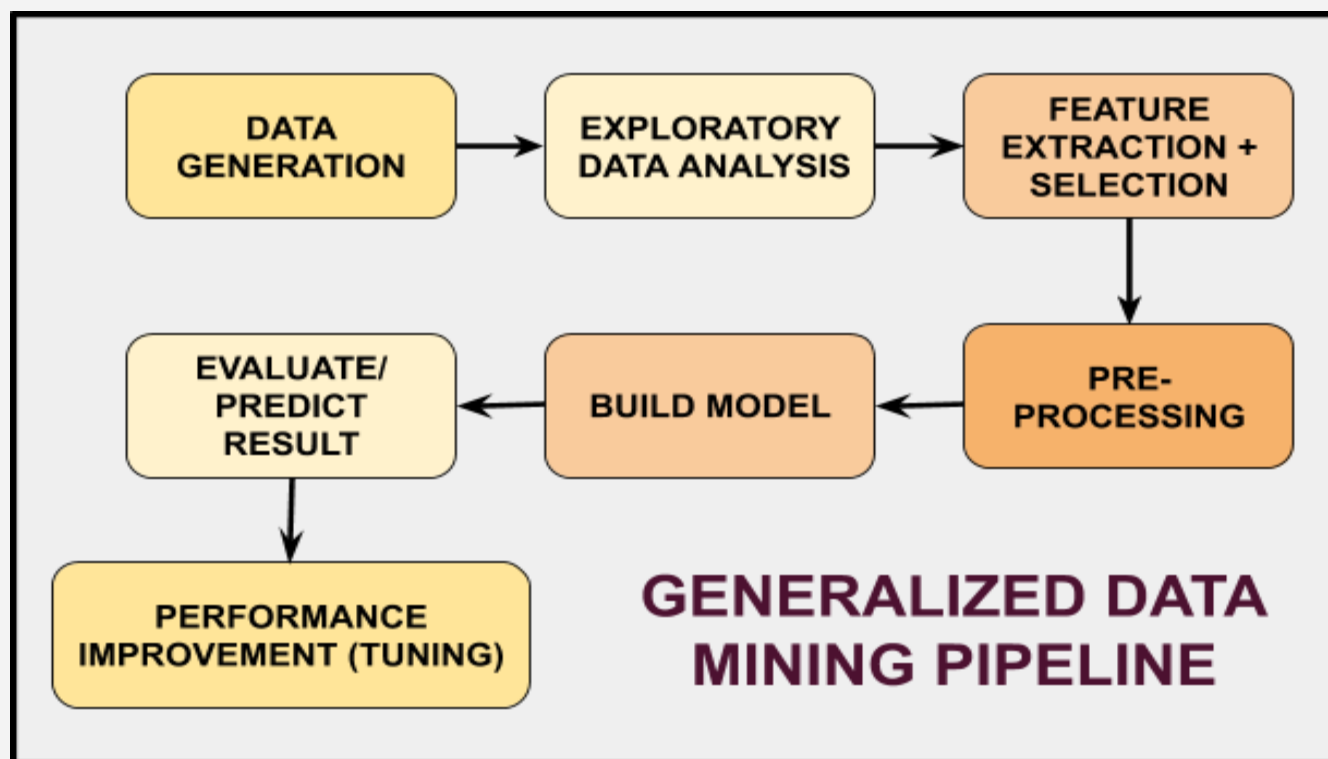 DATA
GENERATION
EXPLORATORY
DATA ANALYSIS
FEATURE
EXTRACTION +
SELECTION
PRE-
PROCESSING
BUILD MODEL
EVALUATE/
PREDICT
RESULT
PERFORMANCE
IMPROVEMENT (TUNING)
GENERALIZED DATA
MINING PIPELINE